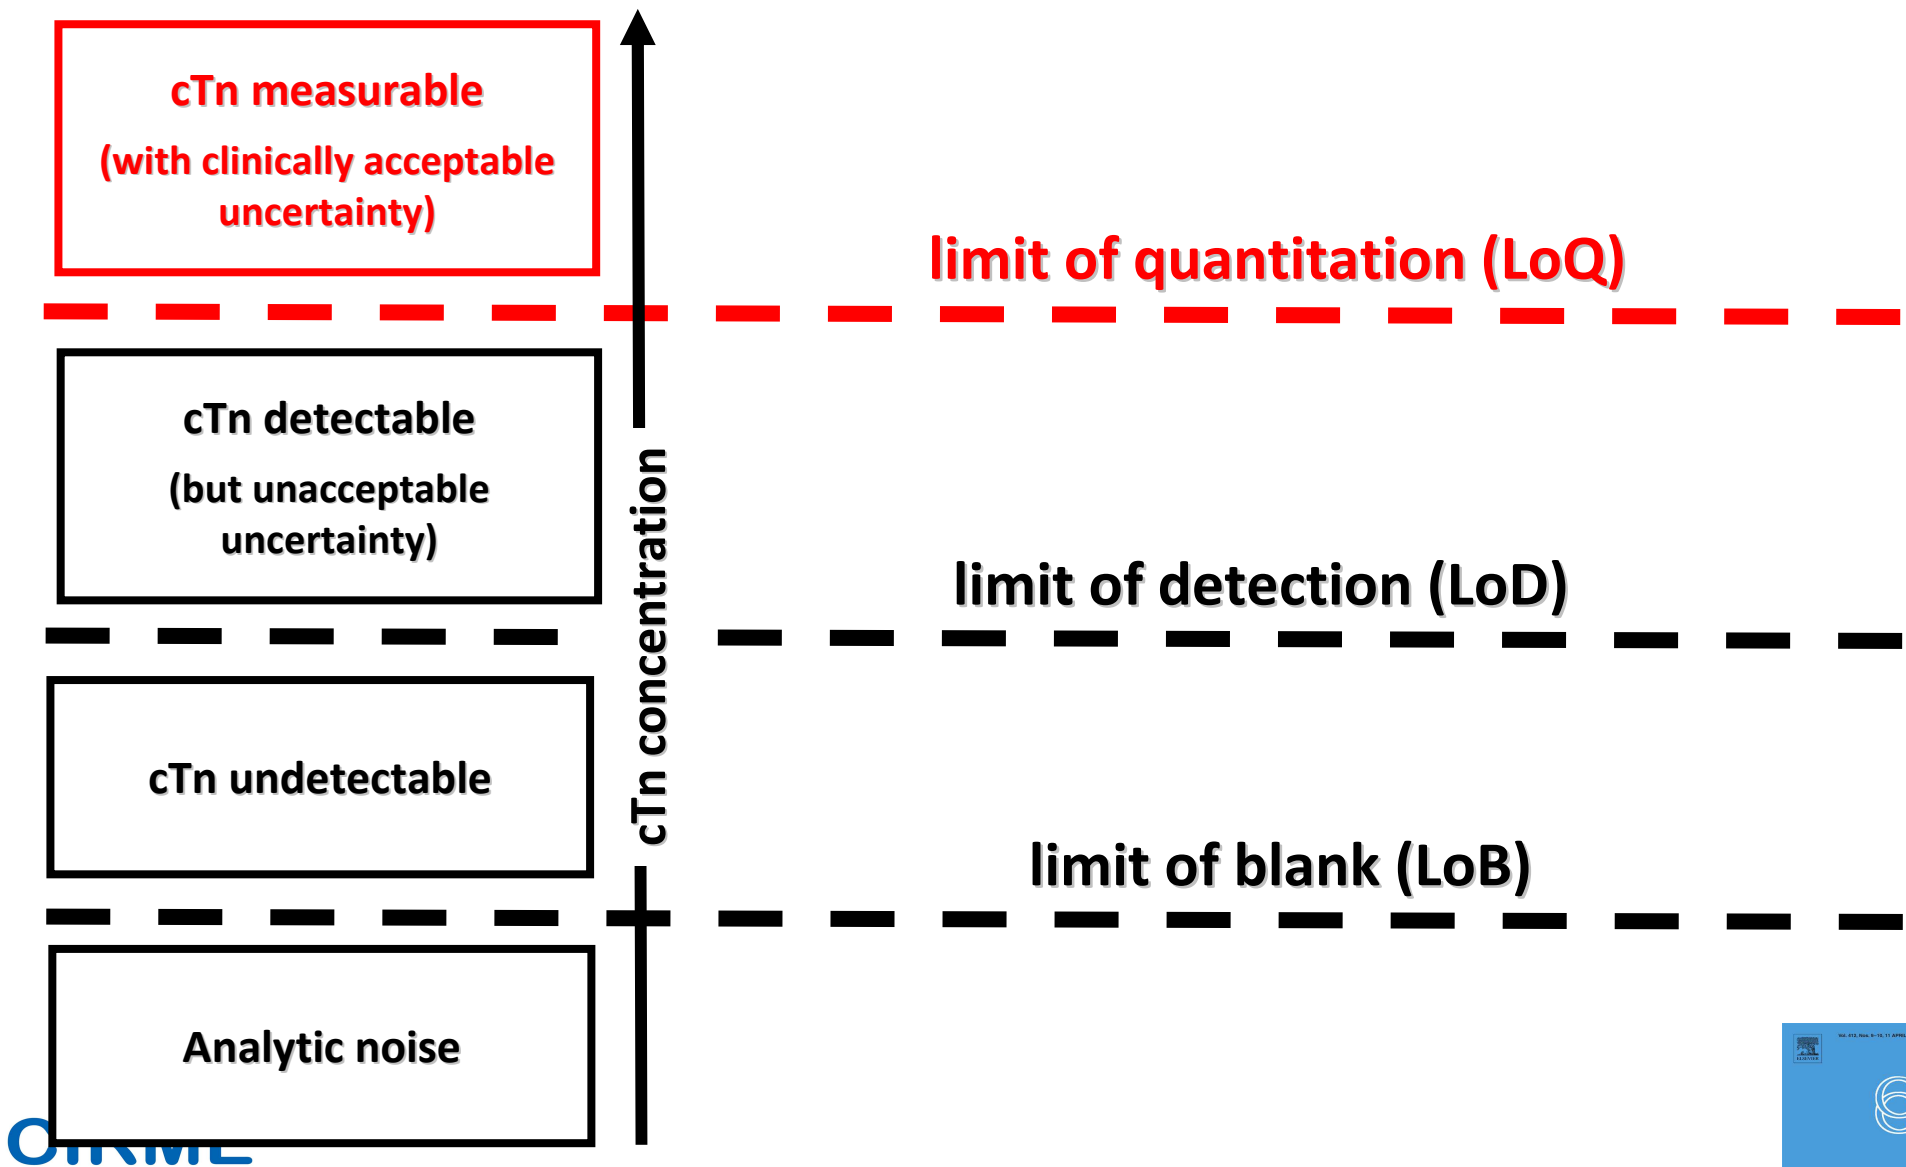 cTn measurable
(with clinically acceptable
uncertainty)
limit of quantitation (LoQ)
cTn detectable
(but unacceptable
uncertainty)
cTn concentration
limit of detection (LoD)
cTn undetectable
limit of blank (LoB)
Analytic noise
ELSEVIER